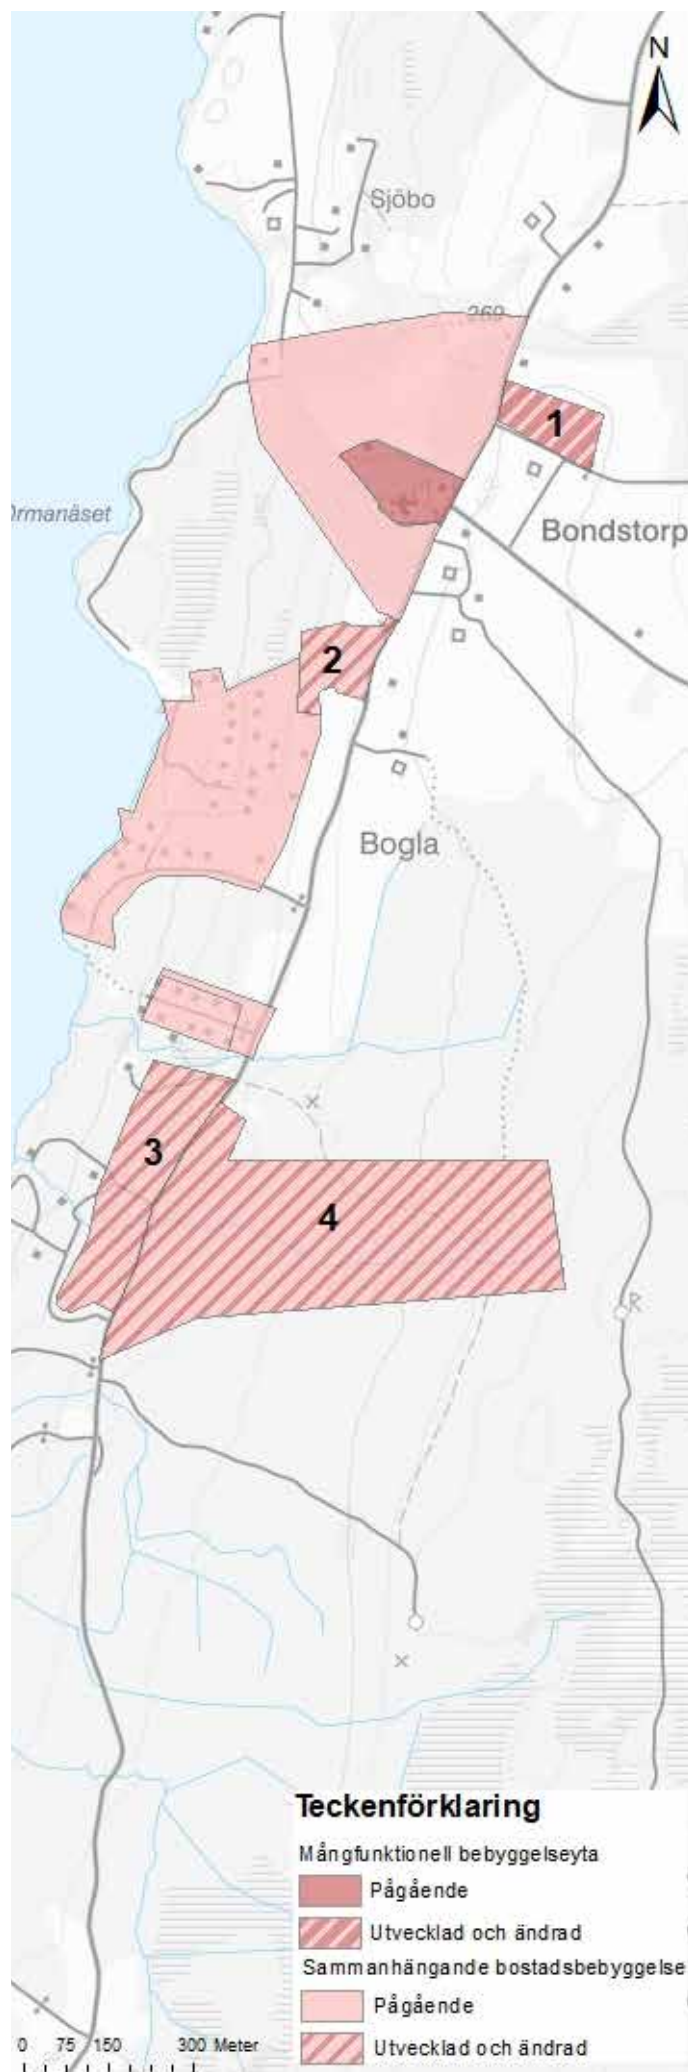 N
Sjöbo
269
1
Ormanäset
Bondstorp
2
Bogla
3
4
R
Teckenförklaring
Mångfunktionell bebyggelseyta
Pågående
Utvecklad och ändrad
Sammanhängande bostadsbebyggelse
Pågående
Utvecklad och ändrad
0 75 150 300 Meter